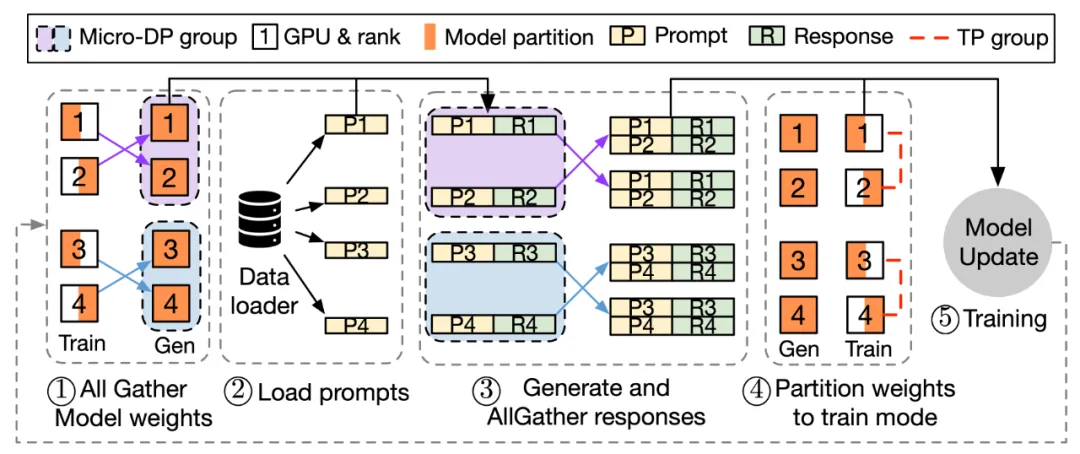 Micro-DP group
1 GPU & rank
Model partition
P Prompt
R Response
TP group
1
1
2
2
3
3
4
4
Train
Gen
① All Gather
Model weights
P1
P2
P3
P4
Data
loader
② Load prompts
P1 R1
P2 R2
P3 R3
P4 R4
P1 R1
P2 R2
P1 R1
P2 R2
P3 R3
P4 R4
P3 R3
P4 R4
③ Generate and
AllGather responses
1
1
2
2
3
3
4
4
Gen
Train
④ Partition weights
to train mode
Model
Update
⑤ Training